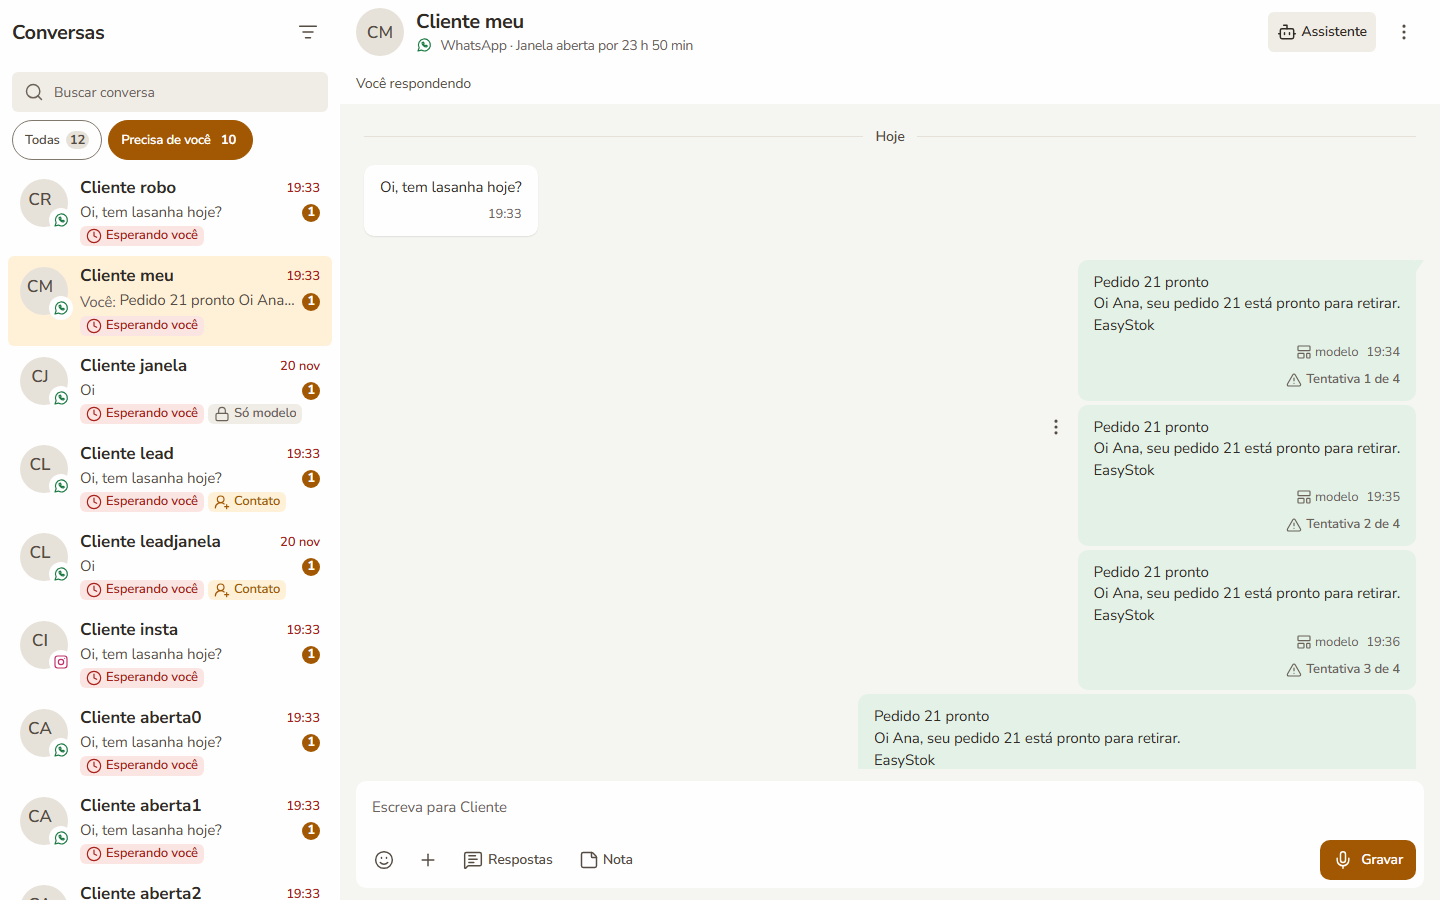 Conversas
Buscar conversa
Todas 12
Precisa de você 10
CR
Cliente robo
19:33
Oi, tem lasanha hoje?
1
Esperando você
CM
Cliente meu
19:33
Você: Pedido 21 pronto Oi Ana...
1
Esperando você
CJ
Cliente janela
20 nov
Oi
1
Esperando você
Só modelo
CL
Cliente lead
19:33
Oi, tem lasanha hoje?
1
Esperando você
Contato
CL
Cliente leadjanela
20 nov
Oi
1
Esperando você
Contato
CI
Cliente insta
19:33
Oi, tem lasanha hoje?
1
Esperando você
CA
Cliente aberta0
19:33
Oi, tem lasanha hoje?
1
Esperando você
CA
Cliente aberta1
19:33
Oi, tem lasanha hoje?
1
Esperando você
Cliente aberta2
19:33
CM
Cliente meu
WhatsApp · Janela aberta por 23 h 50 min
Assistente
Você respondendo
Hoje
Oi, tem lasanha hoje?
19:33
Pedido 21 pronto
Oi Ana, seu pedido 21 está pronto para retirar.
EasyStok
modelo 19:34
Tentativa 1 de 4
Pedido 21 pronto
Oi Ana, seu pedido 21 está pronto para retirar.
EasyStok
modelo 19:35
Tentativa 2 de 4
Pedido 21 pronto
Oi Ana, seu pedido 21 está pronto para retirar.
EasyStok
modelo 19:36
Tentativa 3 de 4
Pedido 21 pronto
Oi Ana, seu pedido 21 está pronto para retirar.
EasyStok
Escreva para Cliente
Respostas
Nota
Gravar